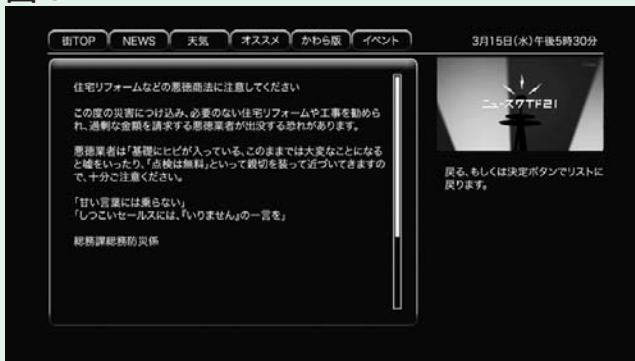 街TOP NEWS 天気 オススメ かわら版 イベント
3月15日(水)午後5時30分
住宅リフォームなどの悪徳商法に注意してください
この度の災害につけ込み、必要のない住宅リフォームや工事を勧めら
れ、過剰な金額を請求する悪徳業者が出没する恐れがあります。
悪徳業者は「基礎にヒビが入っている、このままでは大変なことになる
と嘘をいったり、「点検は無料」といって親切を装って近づいてきますの
で、十分ご注意ください。
「甘い言葉には乗らない」
「しつこいセールスには、『いりません』の一言を」
総務課総務防災係
戻る、もしくは決定ボタンでリストに
戻ります。